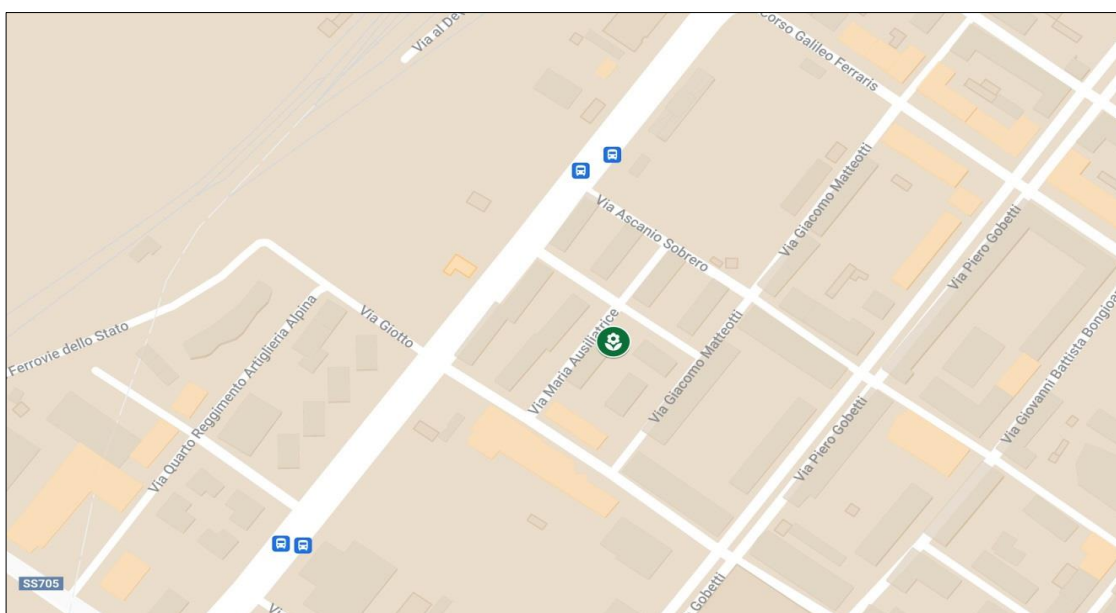 Via al Dev
Corso Galileo Ferraris
Via Giacomo Matteotti
Via Ascanio Sobrero
Via Piero Gobetti
Ferrovie dello Stato
Via Quarto Reggimento Artiglieria Alpina
Via Giotto
Via Maria Ausiliatrice
Via Giacomo Matteotti
Via Giovanni Battista Bongioan
Via Piero Gobetti
SS705
Gobetti